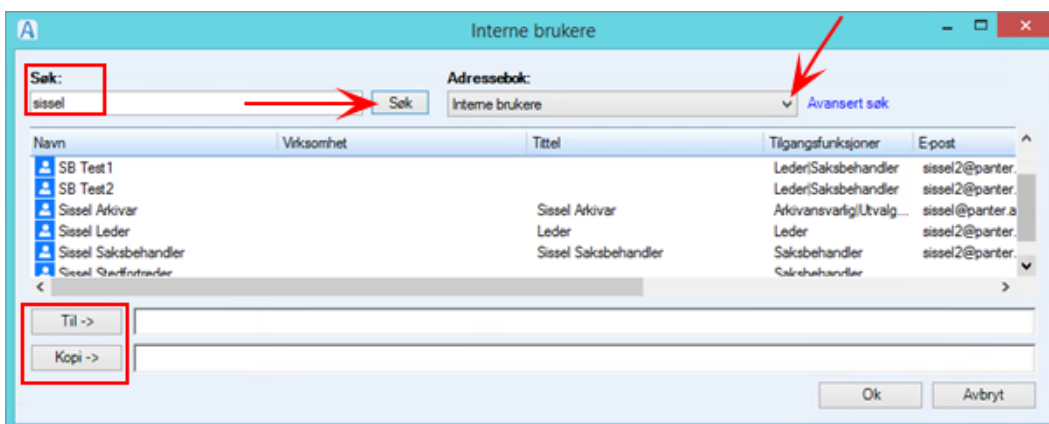 A Interne brukere
Søk: Adressebok:
sissel Søk Interne brukere Avansert søk
Navn Virksomhet Tittel Tilgangsfunksjoner E-post
SB Test1 Leder|Saksbehandler sissel2@panter.
SB Test2 Leder|Saksbehandler sissel2@panter.
Sissel Arkivar Sissel Arkivar Arkivansvarlig|Utvalg... sissel@panter.a
Sissel Leder Leder Leder sissel2@panter.
Sissel Saksbehandler Sissel Saksbehandler Saksbehandler sissel2@panter.
Sissel Stedfortreder Saksbehandler
Til ->
Kopi ->
Ok Avbryt